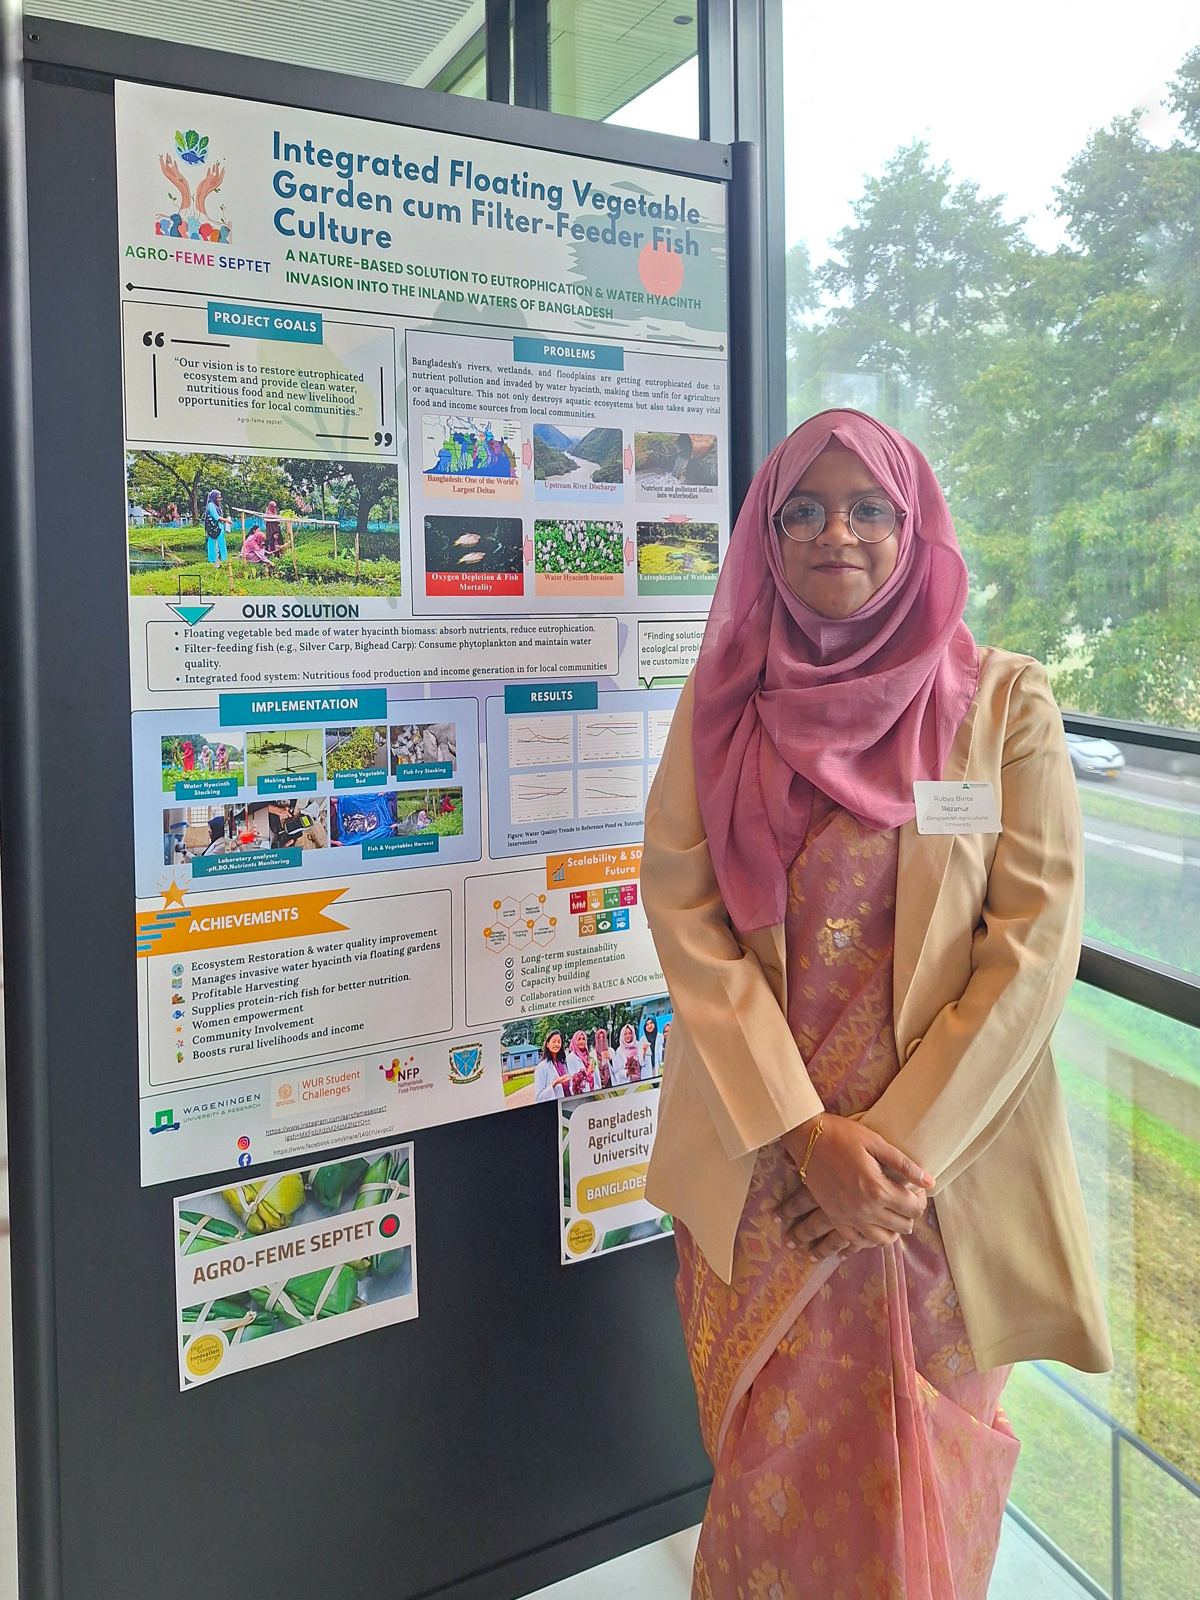 Integrated Floating Vegetable
Garden cum Filter-Feeder Fish
Culture
AGRO-FEME SEPTET
A NATURE-BASED SOLUTION TO EUTROPHICATION & WATER HYACINTH
INVASION INTO THE INLAND WATERS OF BANGLADESH
PROJECT GOALS
“Our vision is to restore eutrophicated
ecosystem and provide clean water,
nutritious food and new livelihood
opportunities for local communities..”
Agro-feme septet
PROBLEMS
Bangladesh's rivers, wetlands, and floodplains are getting eutrophicated due to
nutrient pollution and invaded by water hyacinth, making them unfit for agriculture
or aquaculture. This not only destroys aquatic ecosystems but also takes away vital
food and income sources from local communities.
Bangladesh: One of the World's
Largest Deltas
Upstream River Discharge
Nutrient and pollutant influx
into waterbodies
Oxygen Depletion & Fish
Mortality
Water Hyacinth Invasion
Eutrophication of Wetlands
OUR SOLUTION
• Floating vegetable bed made of water hyacinth biomass: absorb nutrients, reduce eutrophication.
• Filter-feeding fish (e.g., Silver Carp, Bighead Carp): Consume phytoplankton and maintain water
quality.
• Integrated food system: Nutritious food production and income generation in for local communities
"Finding solution
ecological probl
we customize na
IMPLEMENTATION
Water Hyacinth
Stocking
Making Bamboo
Frame
Floating Vegetable
Bed
Fish Fry Stocking
Laboratory analyses
-pH,DO,Nutrients Monitoring
Fish & Vegetables Harvest
RESULTS
Figure: Water Quality Trends in Reference Pond vs. Eutroph
Intervention
ACHIEVEMENTS
Ecosystem Restoration & water quality improvement
Manages invasive water hyacinth via floating gardens
Profitable Harvesting
Supplies protein-rich fish for better nutrition.
Women empowerment
Community Involvement
Boosts rural livelihoods and income
Scalability & SD
Future
Long-term sustainability
Scaling up implementation
Capacity building
Collaboration with BAUEC & NGOs who
& climate resilience
WAGENINGEN
UNIVERSITY & RESEARCH
WUR Student
Challenges
NFP
Netherlands
Food Partnership
https://www.instagram.com/agrofemeseptet?
AGRO-FEME SEPTET
Food
Systems
Innovation
Challenge
Bangladesh
Agricultural
University
BANGLADES
Rubya Binte
Rezanur
Bangladesh Agricultural
University